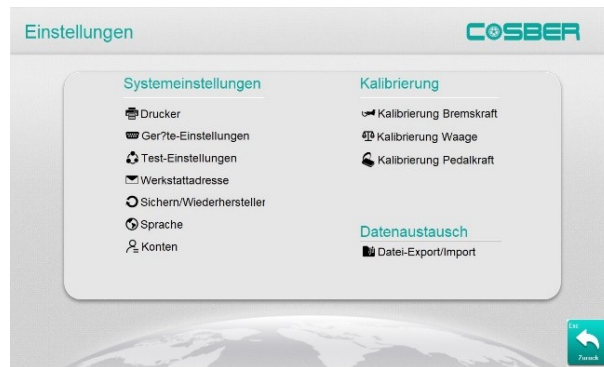 Einstellungen
COSBER
Systemeinstellungen
Drucker
Ger?te-Einstellungen
Test-Einstellungen
Werkstattadresse
Sichern/Wiederhersteller
Sprache
Konten
Kalibrierung
Kalibrierung Bremskraft
Kalibrierung Waage
Kalibrierung Pedalkraft
Datenaustausch
Datei-Export/Import
Esc
Zurück